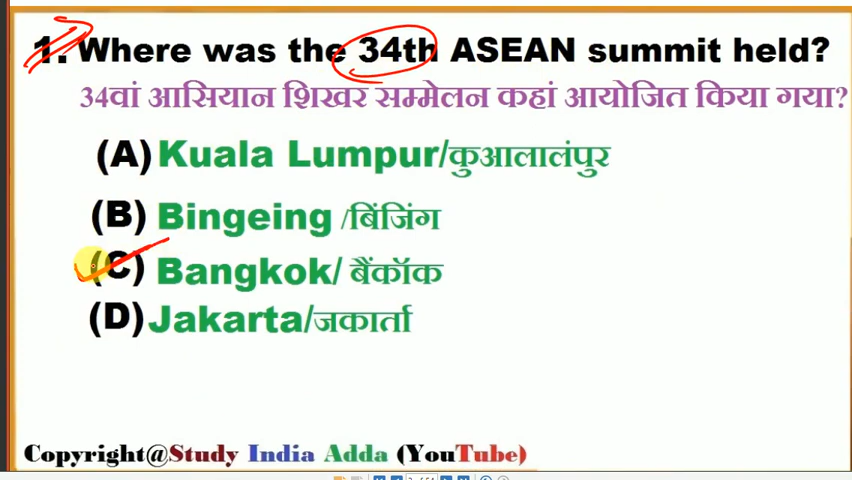 1. Where was the 34th ASEAN summit held?
34वां आसियान शिखर सम्मेलन कहां आयोजित किया गया?
(A) Kuala Lumpur/कुआलालंपुर
(B) Bingeing /बिंजिंग
(C) Bangkok/ बैंकॉक
(D) Jakarta/जकार्ता
Copyright@Study India Adda (YouTube)